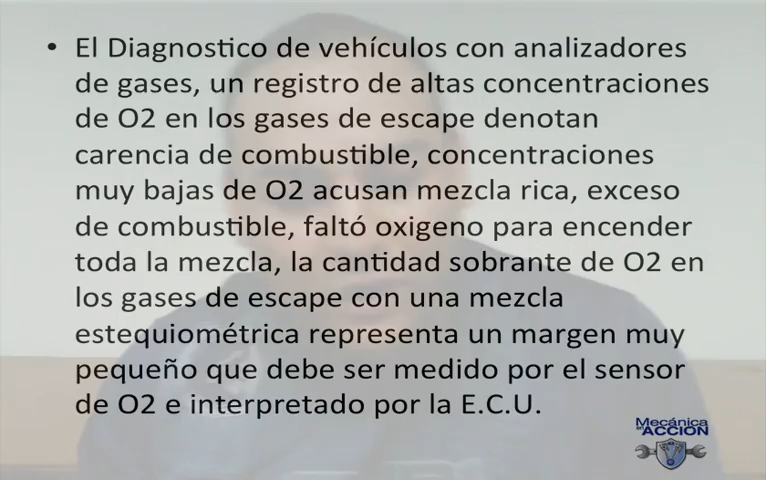 • El Diagnostico de vehículos con analizadores
de gases, un registro de altas concentraciones
de O2 en los gases de escape denotan
carencia de combustible, concentraciones
muy bajas de O2 acusan mezcla rica, exceso
de combustible, faltó oxigeno para encender
toda la mezcla, la cantidad sobrante de O2 en
los gases de escape con una mezcla
estequiométrica representa un margen muy
pequeño que debe ser medido por el sensor
de O2 e interpretado por la E.C.U.
Mecánica
en ACCIÓN